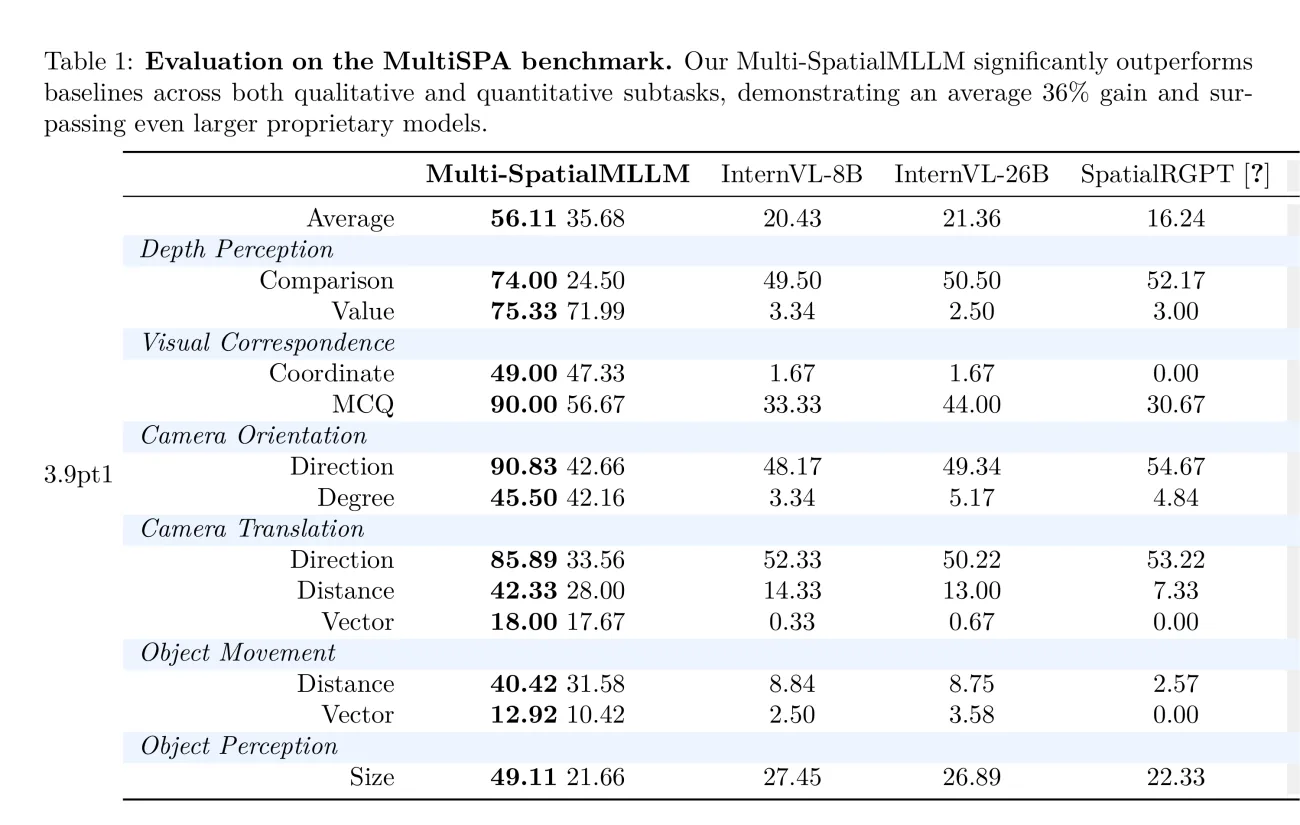 Table 1: Evaluation on the MultiSPA benchmark. Our Multi-SpatialMLLM significantly outperforms
baselines across both qualitative and quantitative subtasks, demonstrating an average 36% gain and sur-
passing even larger proprietary models.
Multi-SpatialMLLM InternVL-8B InternVL-26B SpatialRGPT [?]
Average 56.11 35.68 20.43 21.36 16.24
Depth Perception
Comparison 74.00 24.50 49.50 50.50 52.17
Value 75.33 71.99 3.34 2.50 3.00
Visual Correspondence
Coordinate 49.00 47.33 1.67 1.67 0.00
MCQ 90.00 56.67 33.33 44.00 30.67
Camera Orientation
3.9pt1
Direction 90.83 42.66 48.17 49.34 54.67
Degree 45.50 42.16 3.34 5.17 4.84
Camera Translation
Direction 85.89 33.56 52.33 50.22 53.22
Distance 42.33 28.00 14.33 13.00 7.33
Vector 18.00 17.67 0.33 0.67 0.00
Object Movement
Distance 40.42 31.58 8.84 8.75 2.57
Vector 12.92 10.42 2.50 3.58 0.00
Object Perception
Size 49.11 21.66 27.45 26.89 22.33